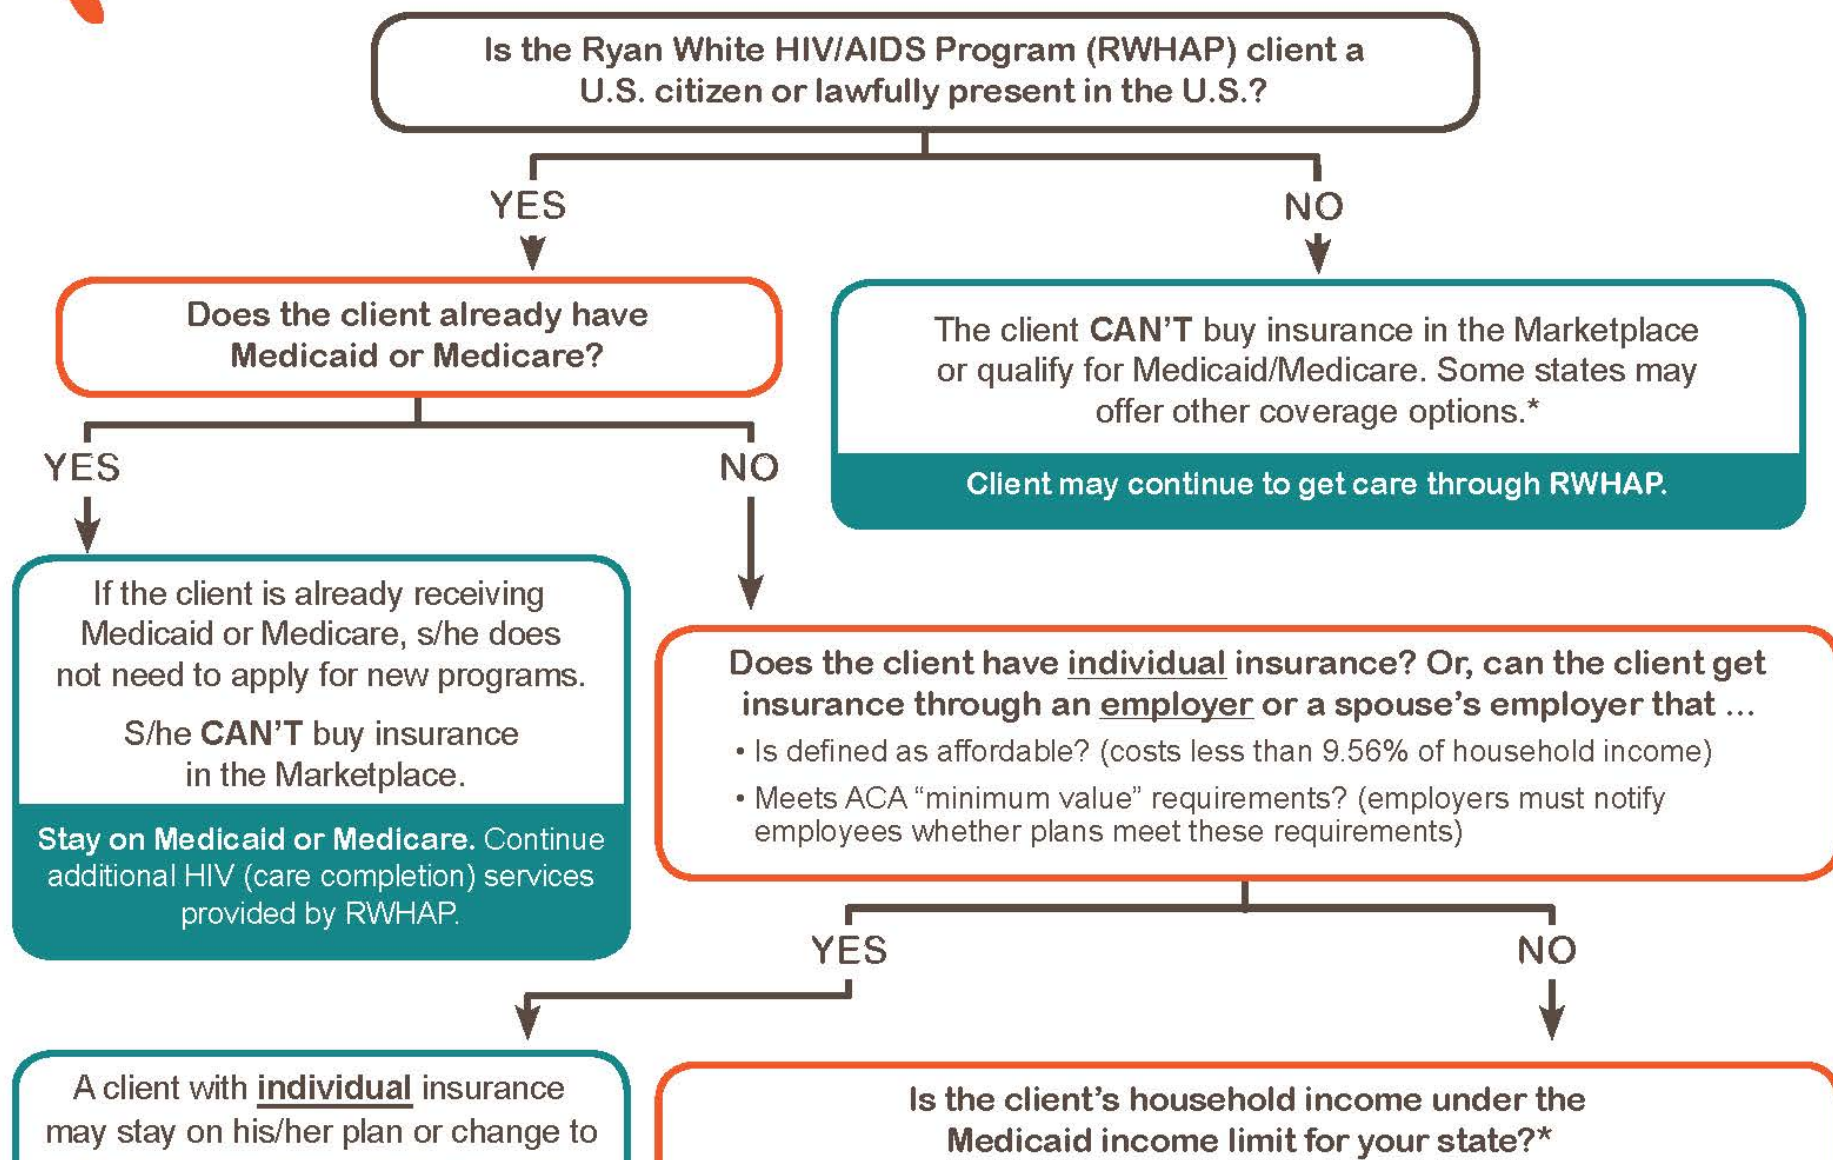 Is the Ryan White HIV/AIDS Program (RWHAP) client a
U.S. citizen or lawfully present in the U.S.?
YES
NO
Does the client already have
Medicaid or Medicare?
The client CAN'T buy insurance in the Marketplace
or qualify for Medicaid/Medicare. Some states may
offer other coverage options.*
Client may continue to get care through RWHAP.
YES
NO
If the client is already receiving
Medicaid or Medicare, s/he does
not need to apply for new programs.
S/he CAN'T buy insurance
in the Marketplace.
Stay on Medicaid or Medicare. Continue
additional HIV (care completion) services
provided by RWHAP.
Does the client have individual insurance? Or, can the client get
insurance through an employer or a spouse's employer that ...
• Is defined as affordable? (costs less than 9.56% of household income)
• Meets ACA “minimum value” requirements? (employers must notify
employees whether plans meet these requirements)
YES
NO
A client with individual insurance
may stay on his/her plan or change to
Is the client's household income under the
Medicaid income limit for your state?*